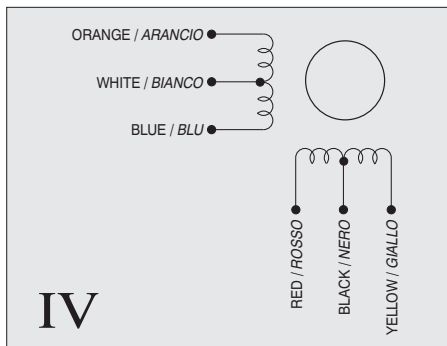 ORANGE / ARANCIO
WHITE / BIANCO
BLUE / BLU
RED / ROSSO
BLACK / NERO
YELLOW / GIALLO
IV